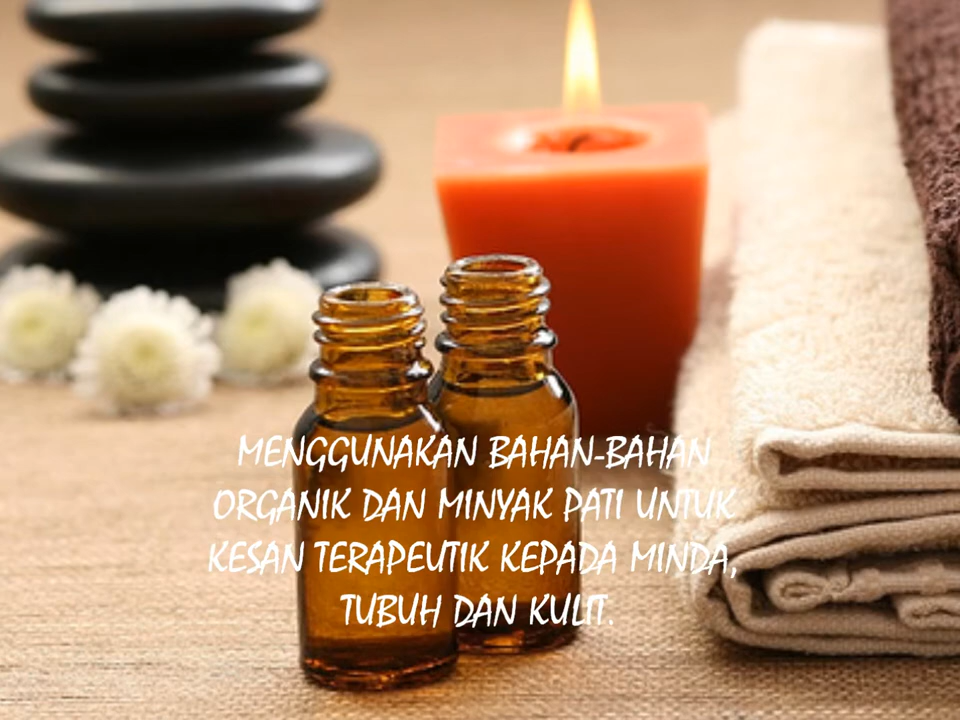 MENGGUNAKAN BAHAN-BAHAN
ORGANIK DAN MINYAK PATI UNTUK
KESAN TERAPEUTIK KEPADA MINDA,
TUBUH DAN KULIT.